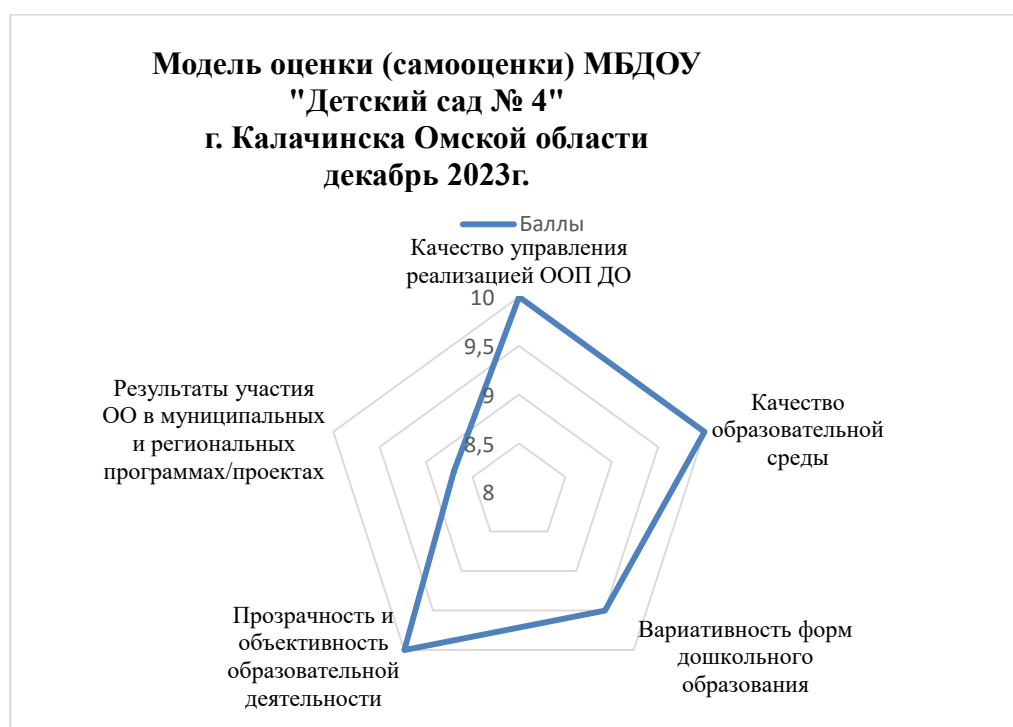 Модель оценки (самооценки) МБДОУ
"Детский сад № 4"
г. Калачинска Омской области
декабрь 2023г.
Баллы
Качество управления
реализацией ООП ДО
10
9,5
9
8,5
8
Качество
образовательной
среды
Вариативность форм
дошкольного
образования
Прозрачность и
объективность
образовательной
деятельности
Результаты участия
ОО в муниципальных
и региональных
программах/проектах